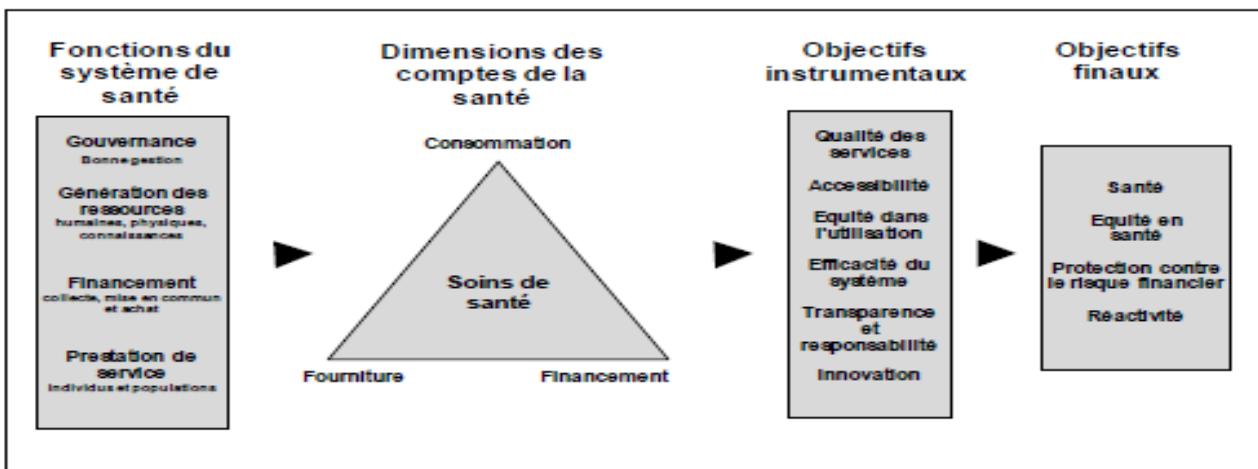 Fonctions du
système de
santé
Gouvernance
Bonne gestion
Génération des
ressources
humaines, physiques,
connaissances
Financement
collecte, mise en commun
et achat
Prestation de
service
individus et populations
Dimensions des
comptes de la
santé
Consommation
Soins de
santé
Fourniture
Financement
Objectifs
instrumentaux
Qualité des
services
Accessibilité
Equité dans
l'utilisation
Efficacité du
système
Transparence
et
responsabilité
Innovation
Objectifs
finaux
Santé
Equité en
santé
Protection contre
le risque financier
Réactivité